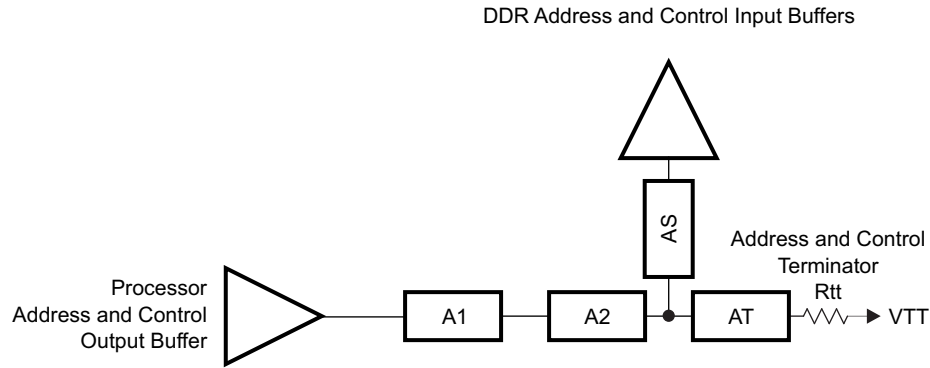 DDR Address and Control Input Buffers
AS
Address and Control
Terminator
Rtt
Processor
Address and Control
Output Buffer
A1
A2
AT
VTT